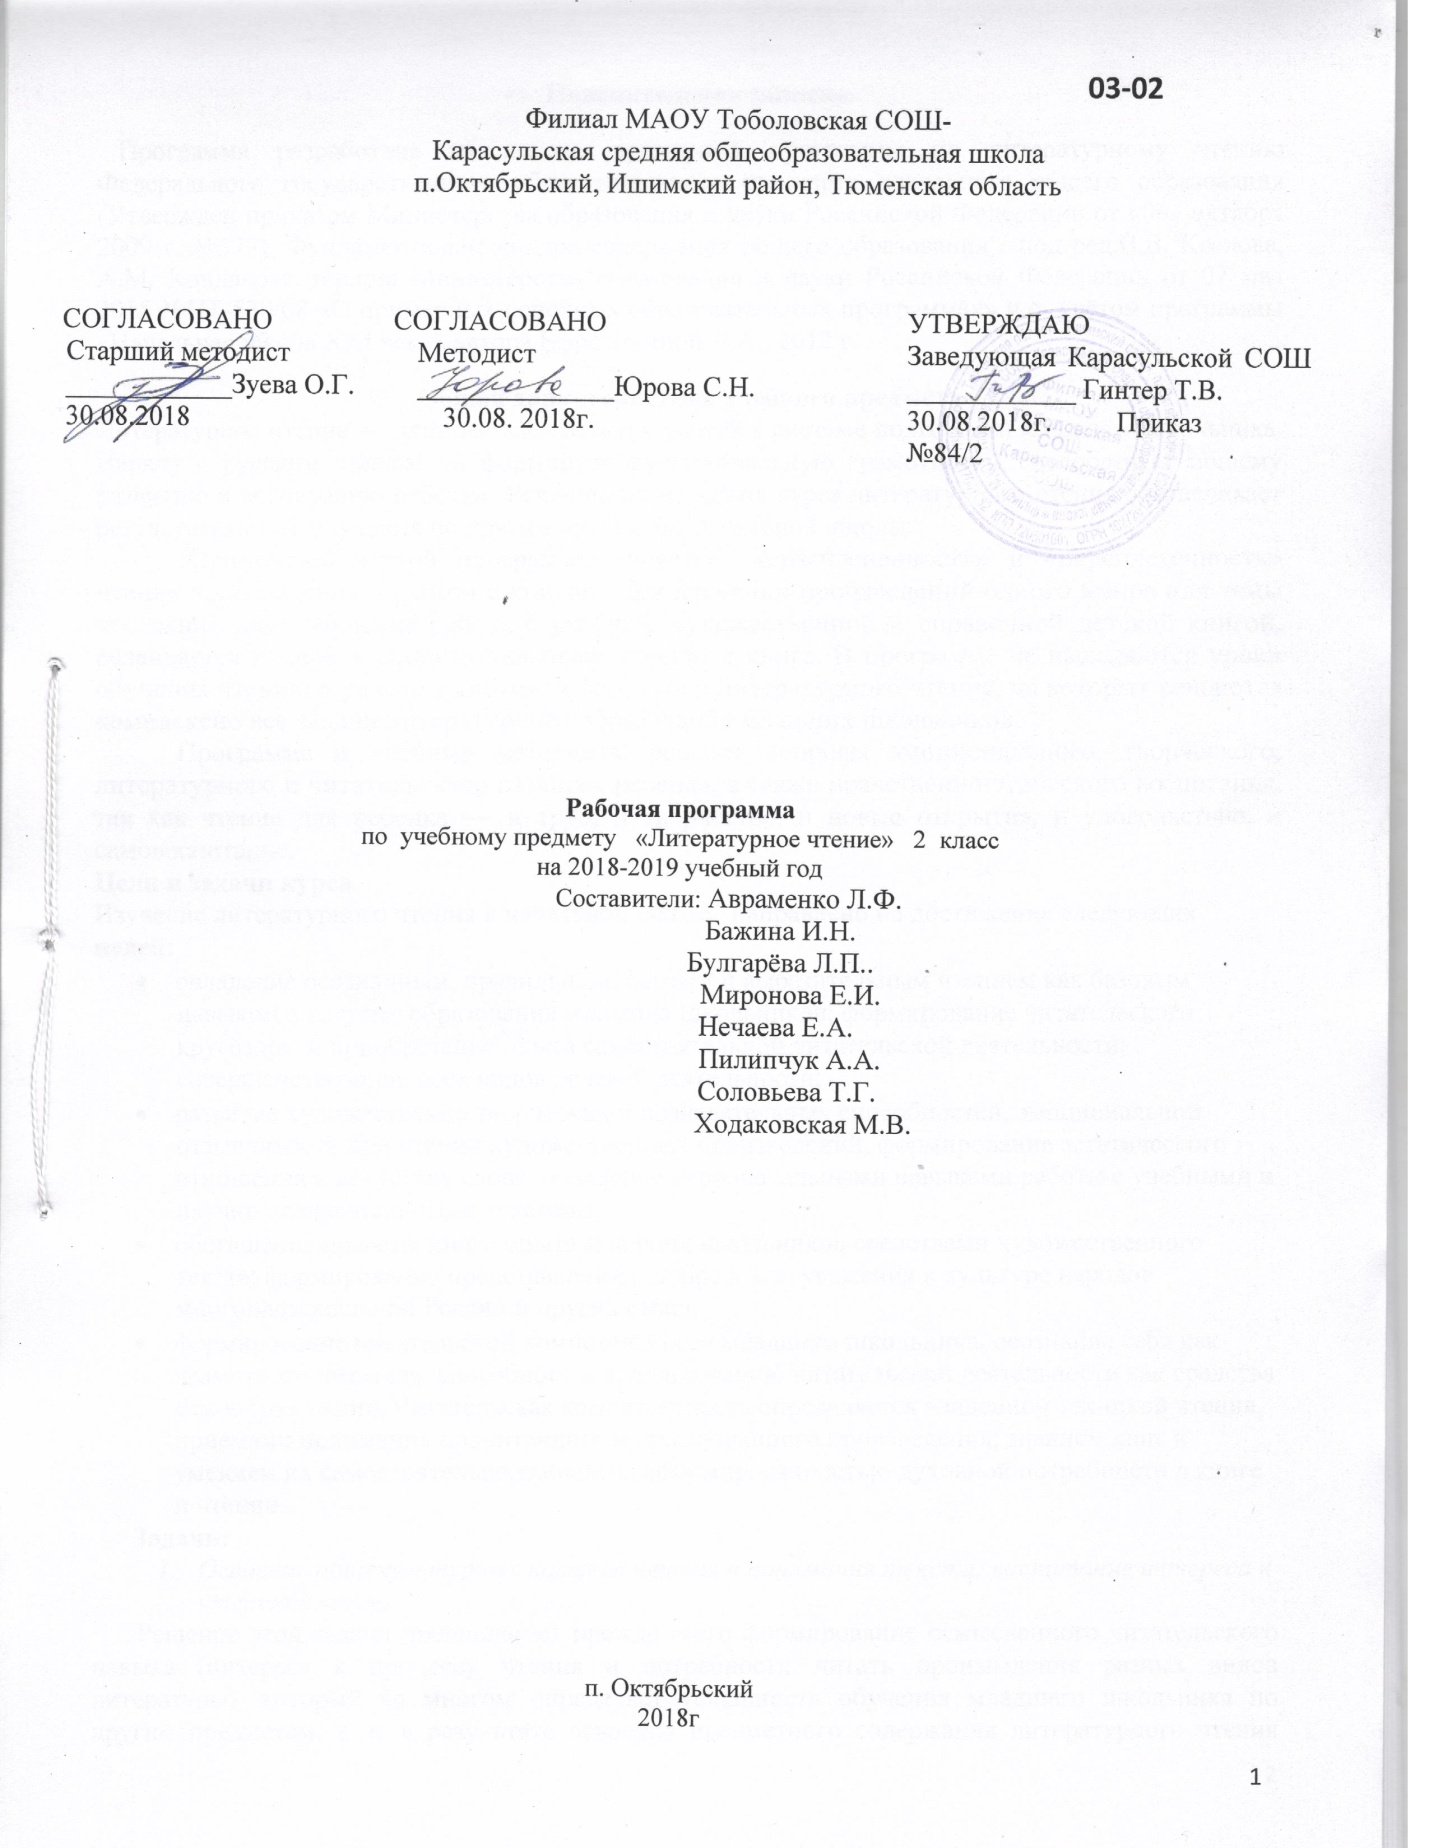 03-02
Филиал МАОУ Тоболовская СОШ-
Карасульская средняя общеобразовательная школа
п.Октябрьский, Ишимский район, Тюменская область
СОГЛАСОВАНО
Старший методист
____________Зуева О.Г.
30.08.2018
СОГЛАСОВАНО
Методист
______________Юрова С.Н.
30.08. 2018г.
УТВЕРЖДАЮ
Заведующая Карасульской СОШ
____________ Гинтер Т.В.
30.08.2018г. Приказ
№84/2
Рабочая программа
по учебному предмету «Литературное чтение» 2 класс
на 2018-2019 учебный год
Составители: Авраменко Л.Ф.
Бажина И.Н.
Булгарёва Л.П..
Миронова Е.И.
Нечаева Е.А.
Пилипчук А.А.
Соловьева Т.Г.
Ходаковская М.В.
п. Октябрьский
2018г
1